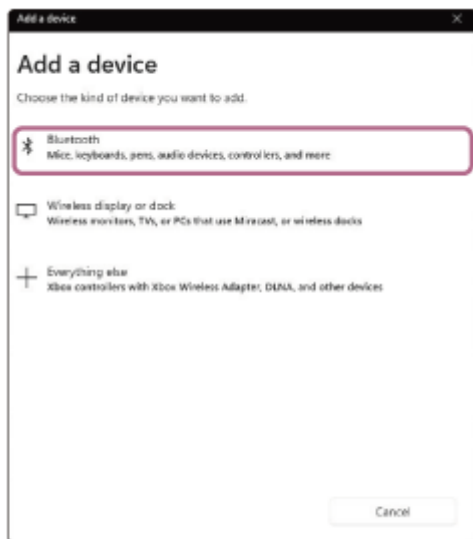 Add a device
Add a device
Choose the kind of device you want to add.
Bluetooth
Mice, keyboards, pens, audio devices, controllers, and more
Wireless display or dock
Wireless monitors, TVs, or PCs that use Miracast, or wireless docks
Everything else
Xbox controllers with Xbox Wireless Adapter, DLNA, and other devices
Cancel